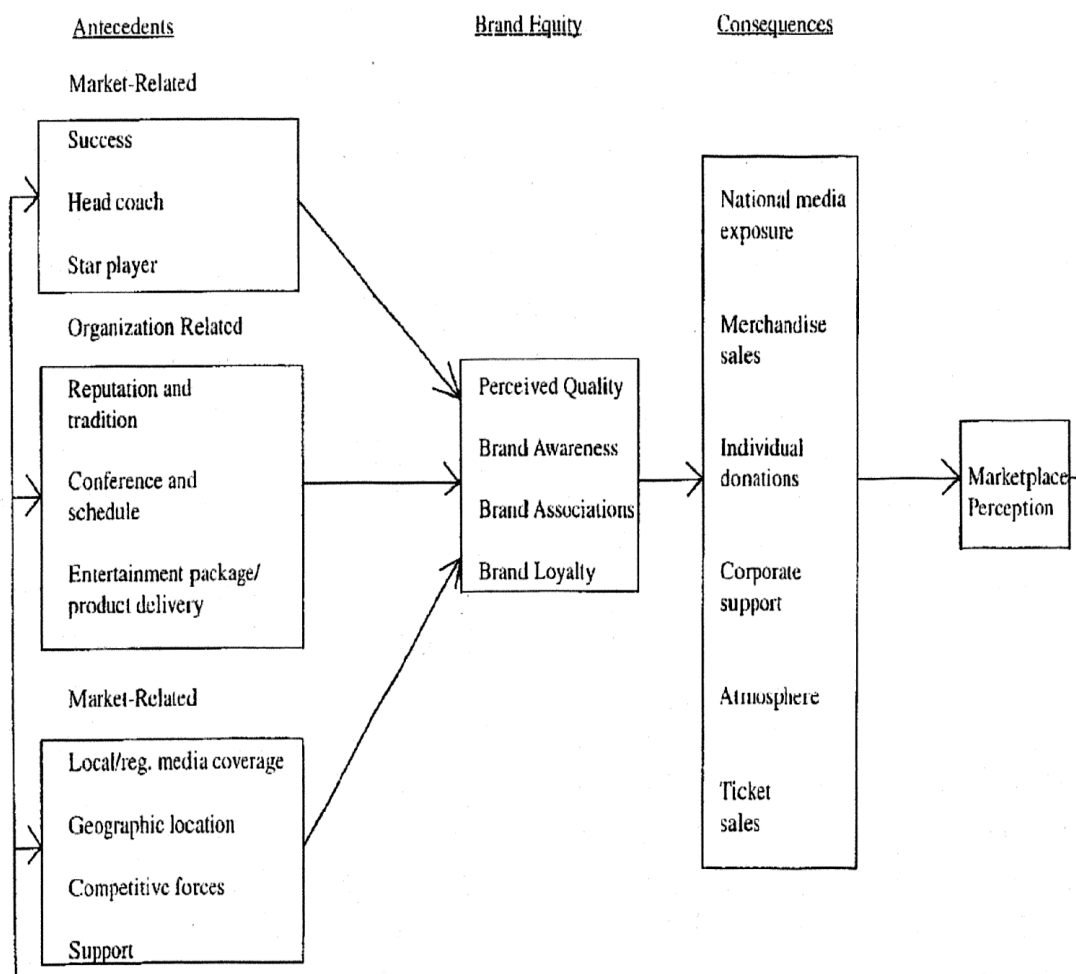 Antecedents
Brand Equity
Consequences
Market-Related
Success
Head coach
Star player
Organization Related
Reputation and
tradition
Conference and
schedule
Entertainment package/
product delivery
Market-Related
Local/reg. media coverage
Geographic location
Competitive forces
Support
Perceived Quality
Brand Awareness
Brand Associations
Brand Loyalty
National media
exposure
Merchandise
sales
Individual
donations
Corporate
support
Atmosphere
Ticket
sales
Marketplace
Perception